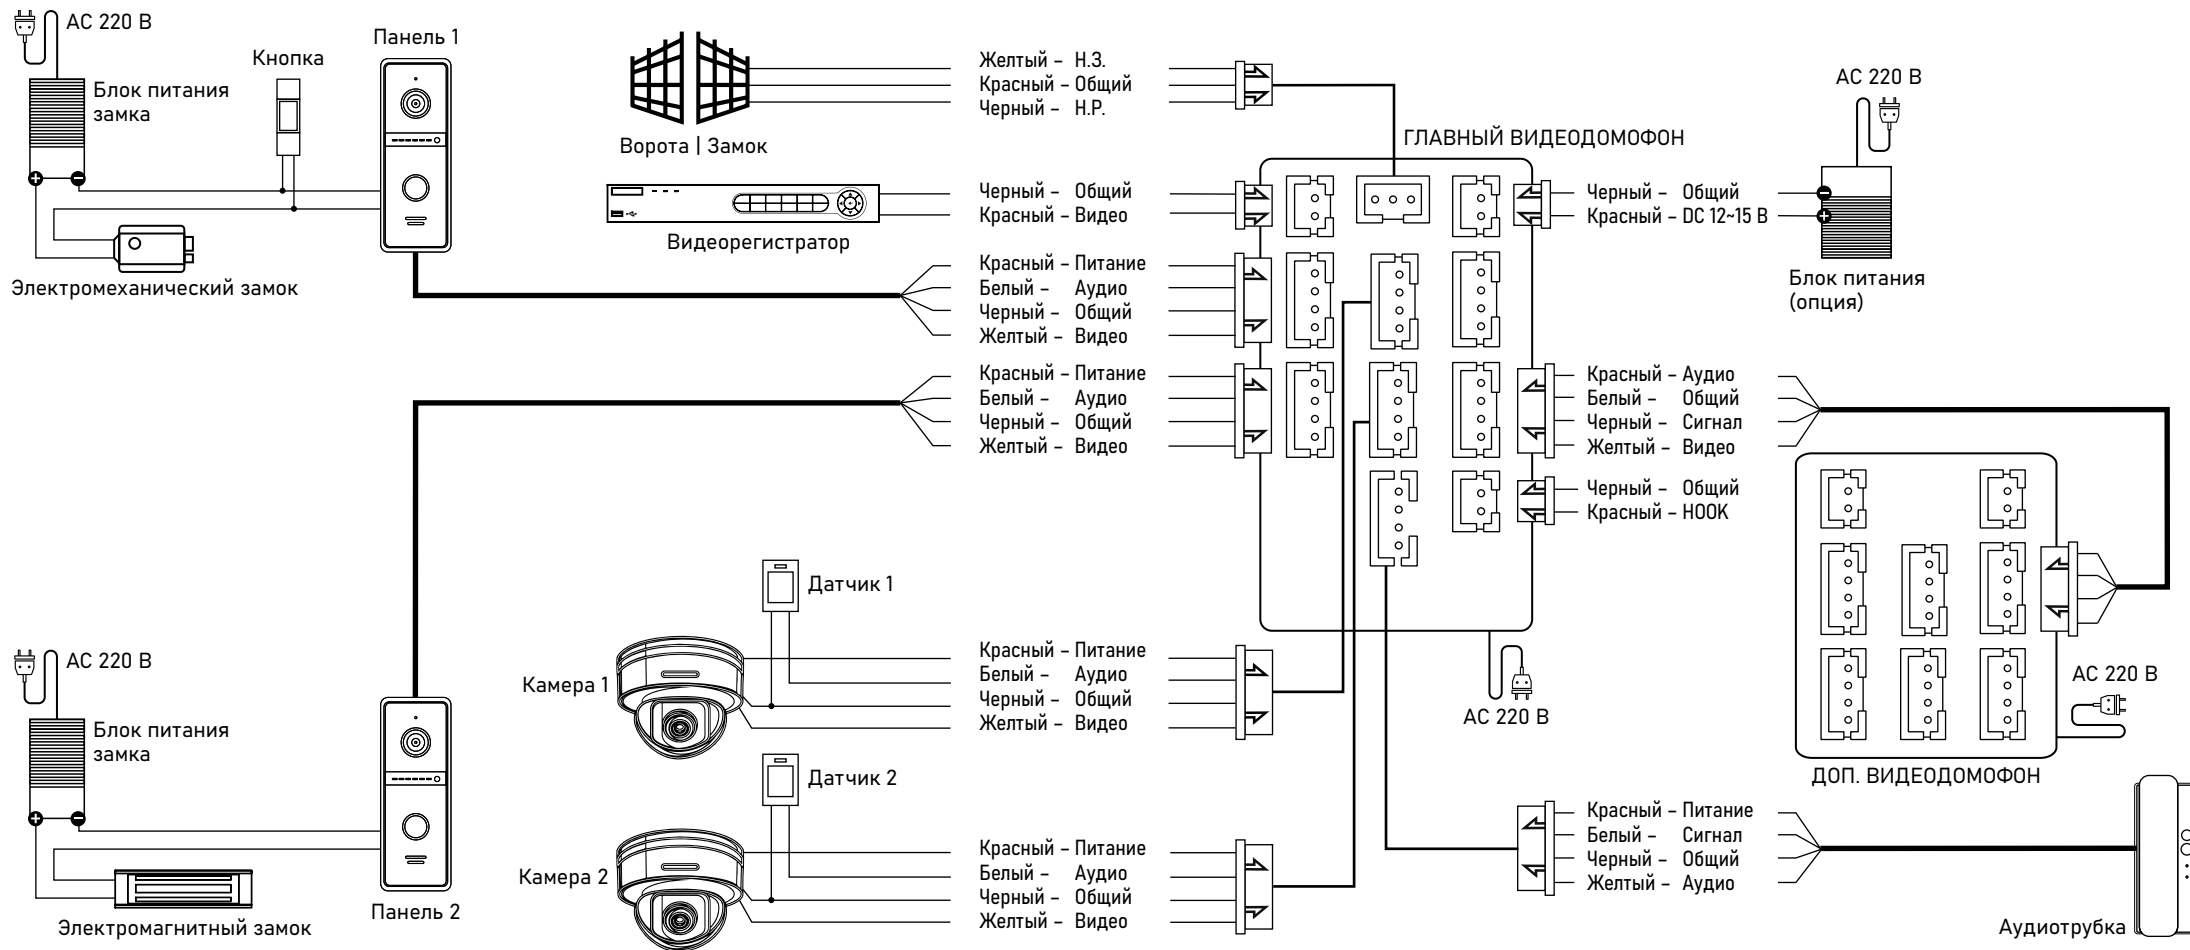 AC 220 В
Блок питания
замка
Кнопка
Панель 1
Электромеханический замок
Ворота | Замок
Желтый – Н.З.
Красный – Общий
Черный – Н.Р.
Видеорегистратор
Черный – Общий
Красный – Видео
Красный – Питание
Белый – Аудио
Черный – Общий
Желтый – Видео
Красный – Питание
Белый – Аудио
Черный – Общий
Желтый – Видео
ГЛАВНЫЙ ВИДЕОДОМОФОН
Черный – Общий
Красный – DC 12~15 В
AC 220 В
Блок питания
(опция)
Красный – Аудио
Белый – Общий
Черный – Сигнал
Желтый – Видео
Черный – Общий
Красный – HOOK
AC 220 В
AC 220 В
ДОП. ВИДЕОДОМОФОН
AC 220 В
Блок питания
замка
Панель 2
Электромагнитный замок
Датчик 1
Камера 1
Красный – Питание
Белый – Аудио
Черный – Общий
Желтый – Видео
Датчик 2
Камера 2
Красный – Питание
Белый – Аудио
Черный – Общий
Желтый – Видео
Красный – Питание
Белый – Сигнал
Черный – Общий
Желтый – Аудио
Аудиотрубка